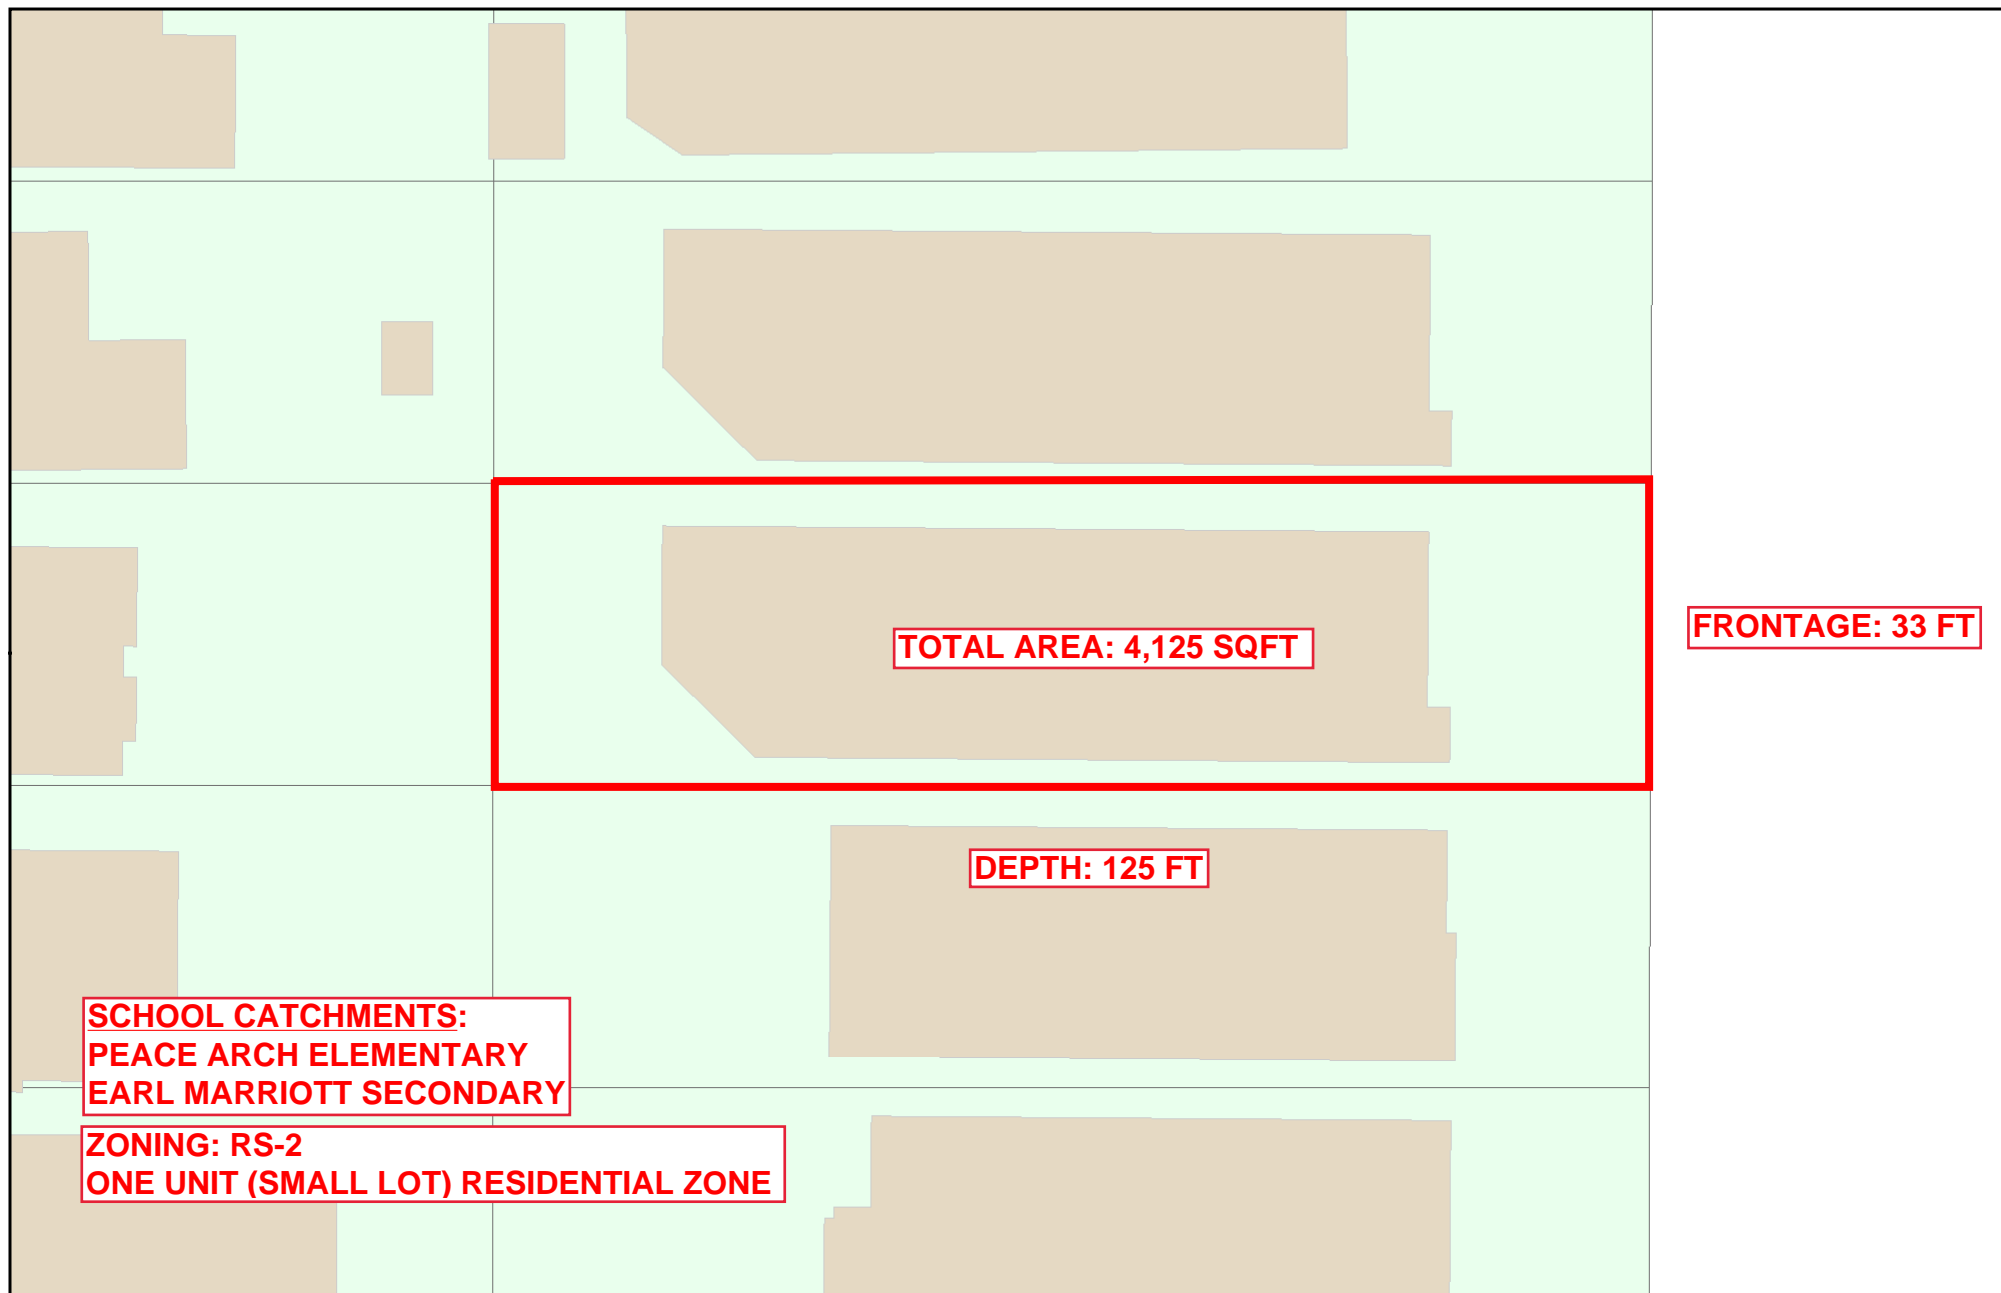 TOTAL AREA: 4,125 SQFT
FRONTAGE: 33 FT
DEPTH: 125 FT
SCHOOL CATCHMENTS:
PEACE ARCH ELEMENTARY
EARL MARRIOTT SECONDARY
ZONING: RS-2
ONE UNIT (SMALL LOT) RESIDENTIAL ZONE